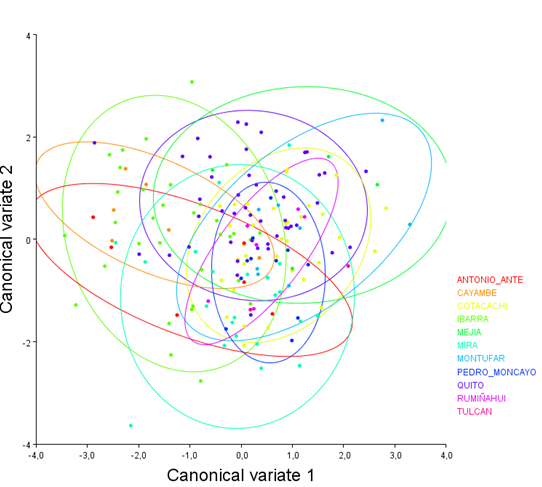 4
2
0
-2
-4
Canonical variate 2
-4,0 -3,0 -2,0 -1,0 0,0 1,0 2,0 3,0 4,0
Canonical variate 1
ANTONIO_ANTE
CAYAMBE
COTACACHI
IBARRA
MEJIA
MIRA
MONTUFAR
PEDRO_MONCAYO
QUITO
RUMIÑAHUI
TULCAN